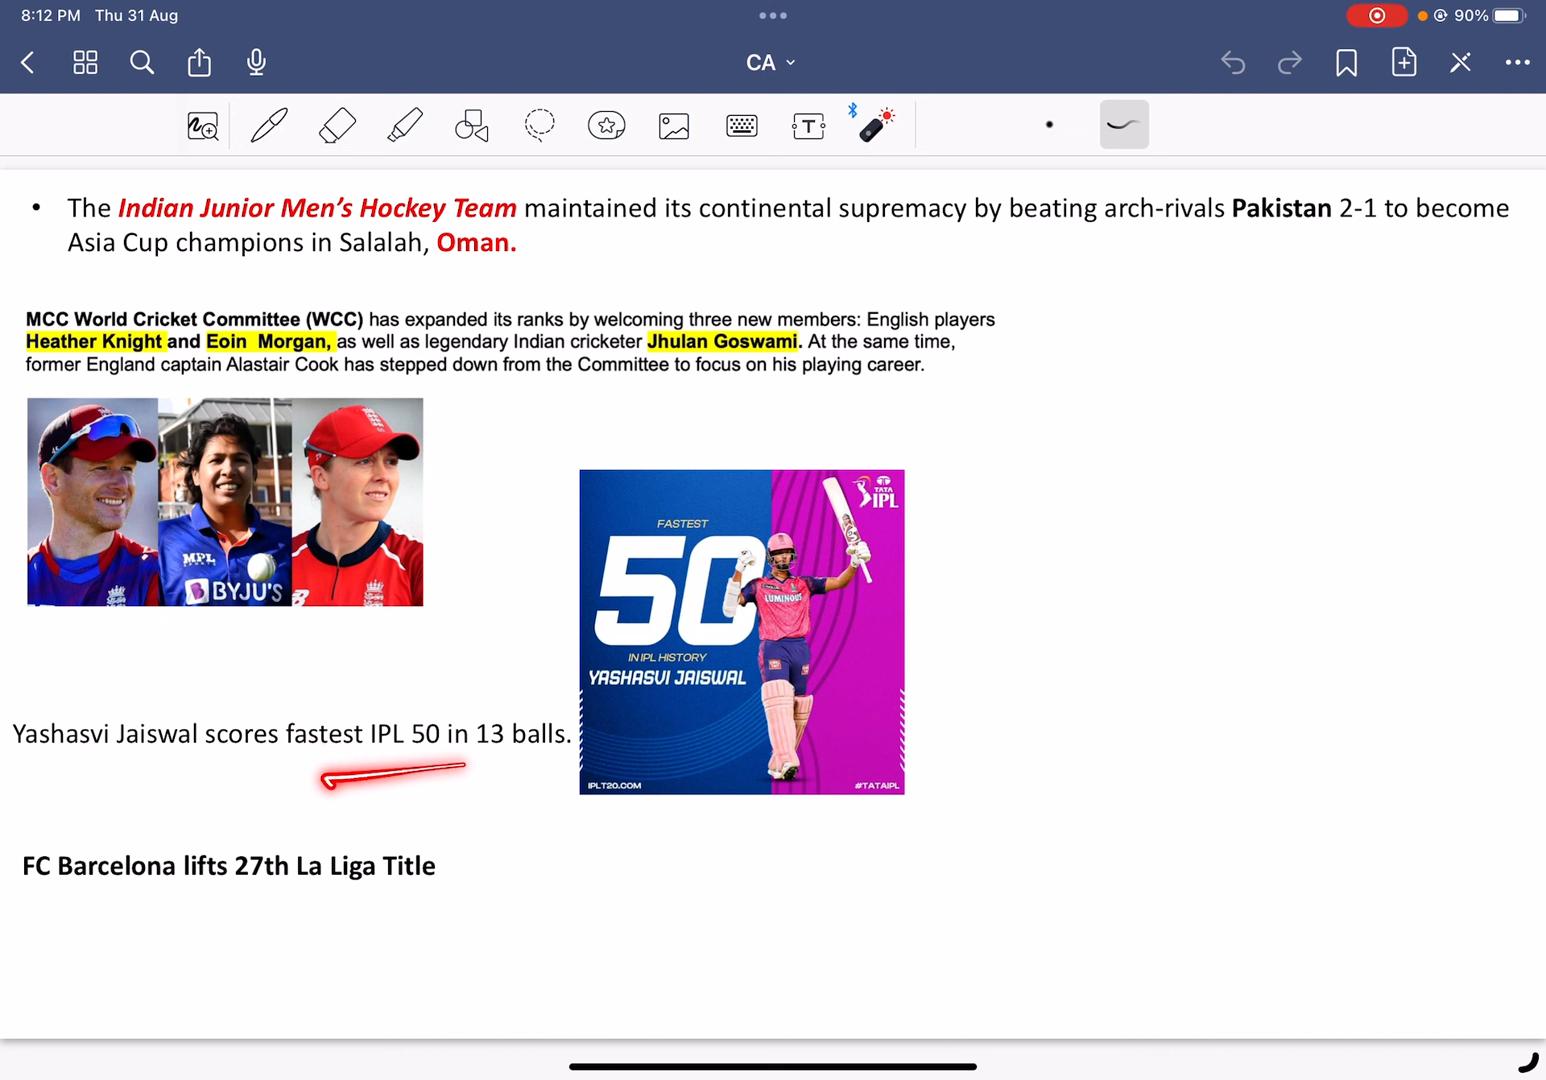 8:12 PM Thu 31 Aug
90%
CA
T
• The Indian Junior Men’s Hockey Team maintained its continental supremacy by beating arch-rivals Pakistan 2-1 to become
Asia Cup champions in Salalah, Oman.
MCC World Cricket Committee (WCC) has expanded its ranks by welcoming three new members: English players
Heather Knight and Eoin Morgan, as well as legendary Indian cricketer Jhulan Goswami. At the same time,
former England captain Alastair Cook has stepped down from the Committee to focus on his playing career.
MPL
BYJU'S
TATA
IPL
FASTEST
50
LUMINOUS
IN IPL HISTORY
YASHASVI JAISWAL
IPLT20.COM
#TATAIPL
Yashasvi Jaiswal scores fastest IPL 50 in 13 balls.
FC Barcelona lifts 27th La Liga Title